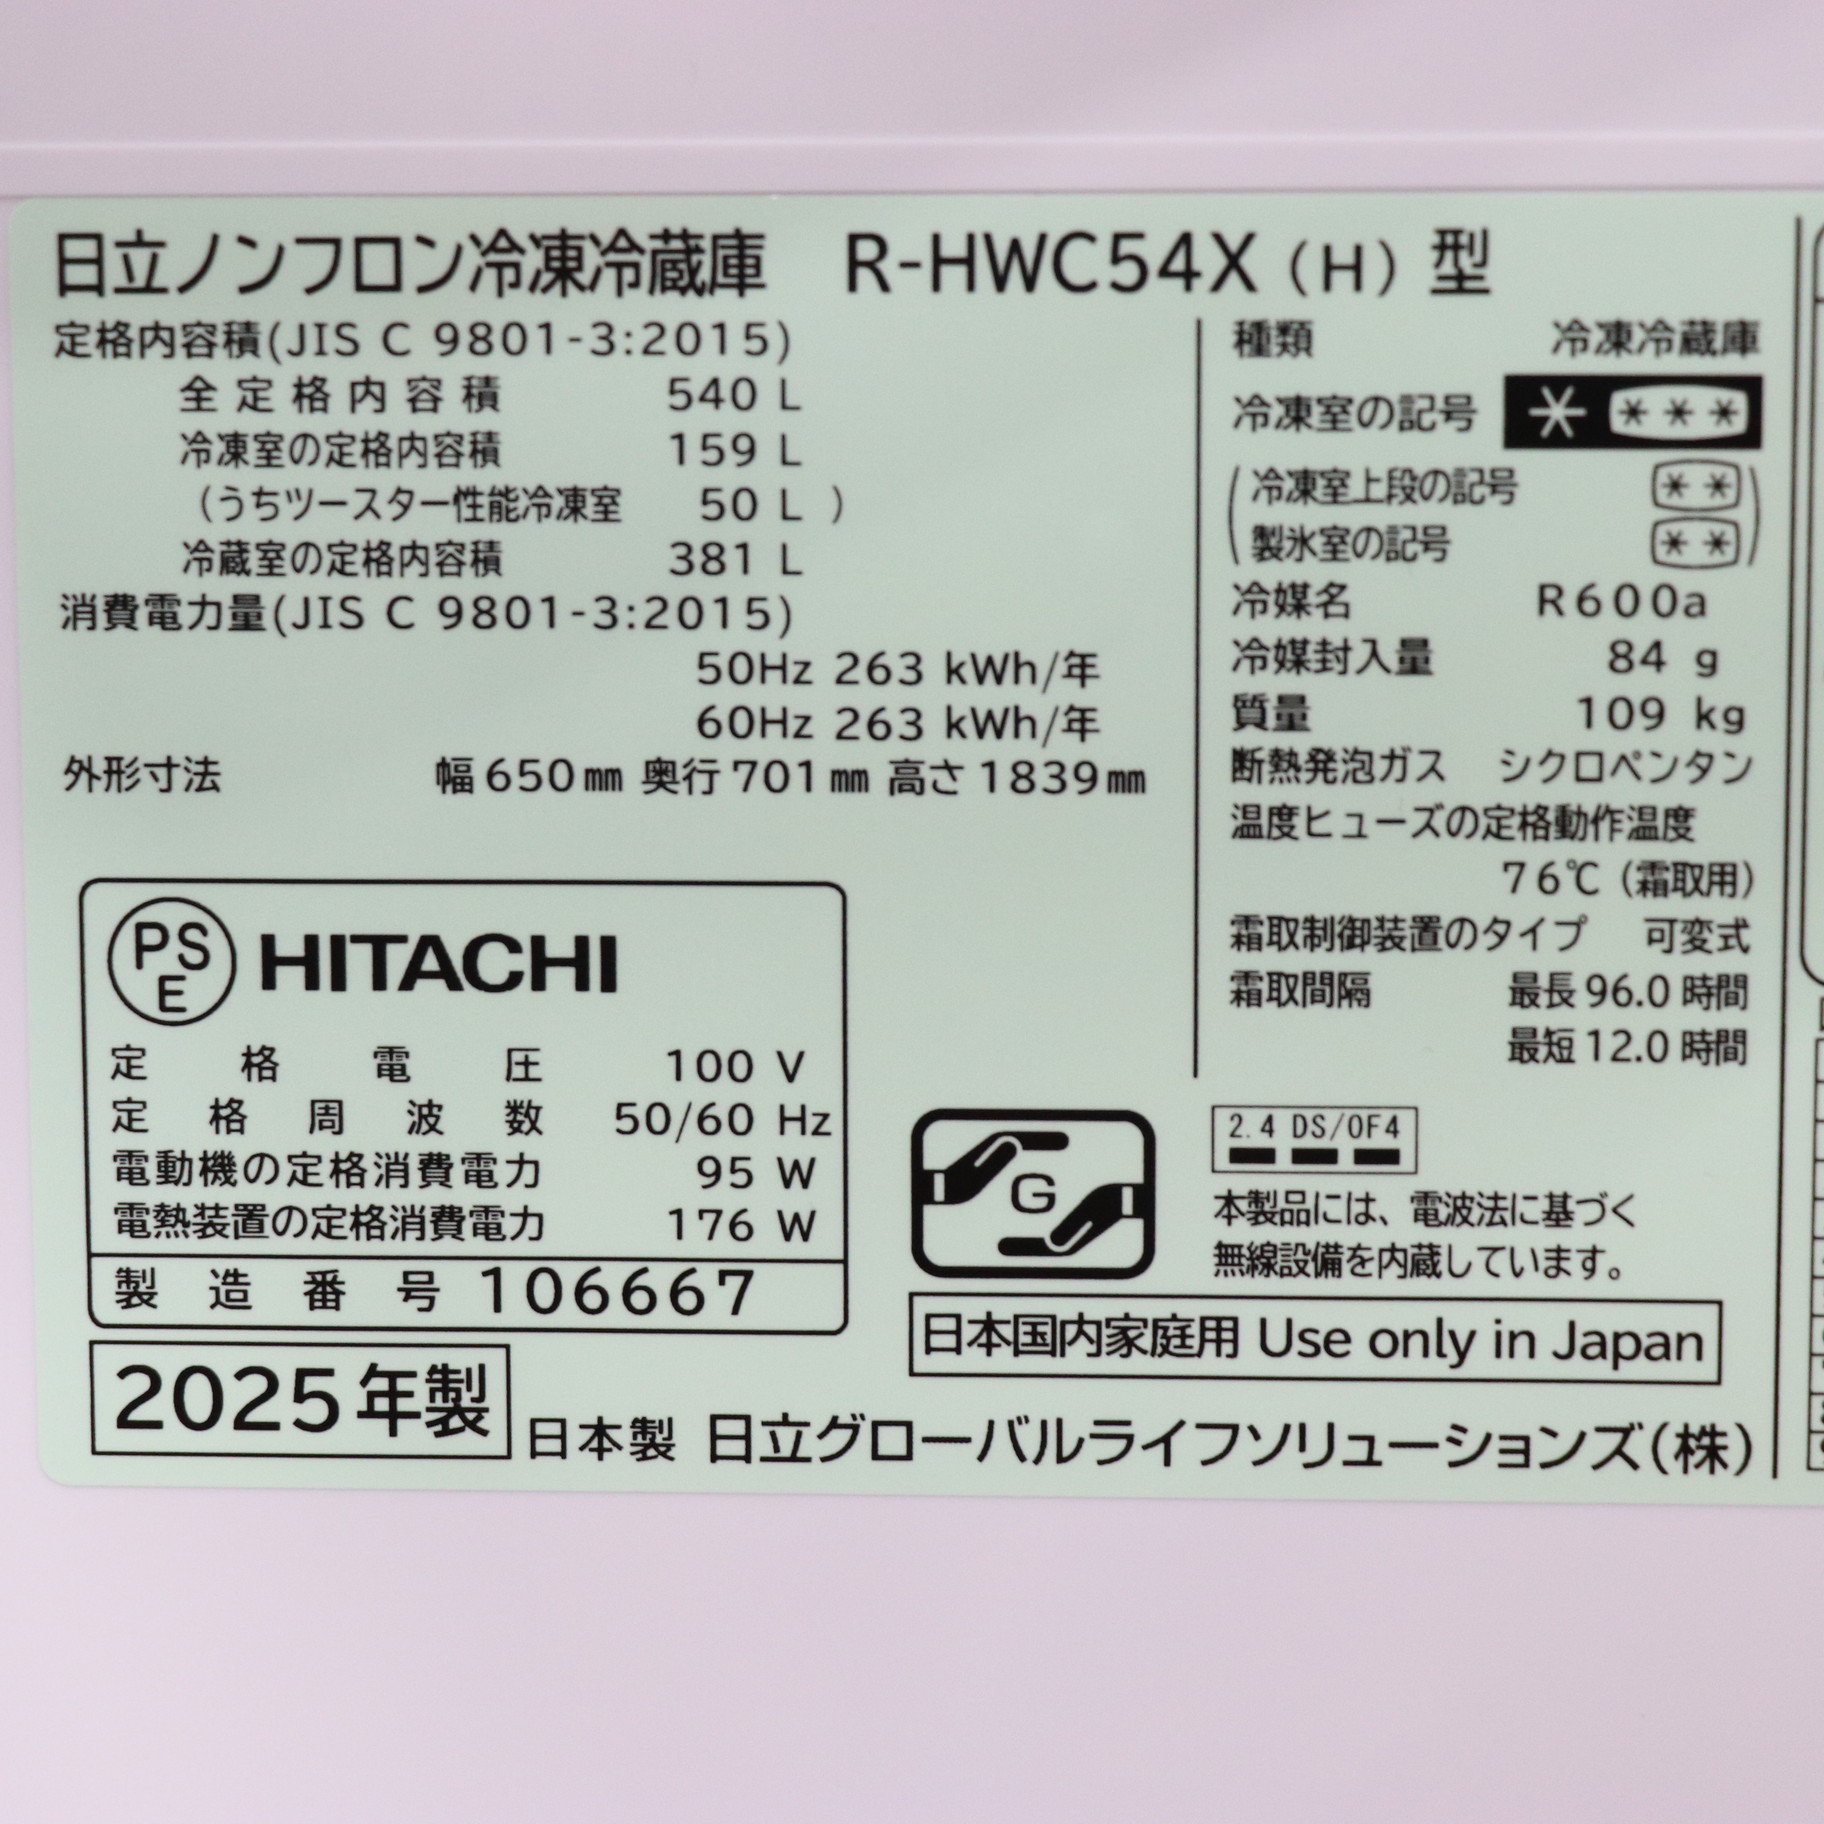 日立ノンフロン冷凍冷蔵庫 R-HWC54X (H) 型
定格内容積(JIS C 9801-3:2015)
全定格内容積 540 L
冷凍室の定格内容積 159 L
(うちツースター性能冷凍室 50 L )
冷蔵室の定格内容積 381 L
消費電力量(JIS C 9801-3:2015)
50Hz 263 kWh/年
60Hz 263 kWh/年
外形寸法 幅650㎜ 奥行701㎜ 高さ1839㎜
種類 冷凍冷蔵庫
冷凍室の記号 * ***
(冷凍室上段の記号 **
製氷室の記号 **)
冷媒名 R600a
冷媒封入量 84 g
質量 109 kg
断熱発泡ガス シクロペンタン
温度ヒューズの定格動作温度
76℃ (霜取用)
霜取制御装置のタイプ 可変式
霜取間隔 最長96.0時間
最短12.0時間
PS
E
HITACHI
定格電圧 100 V
定格周波数 50/60 Hz
電動機の定格消費電力 95 W
電熱装置の定格消費電力 176 W
製造番号 106667
2025年製
G
2.4 DS/OF4
本製品には、電波法に基づく
無線設備を内蔵しています。
日本国内家庭用 Use only in Japan
日本製 日立グローバルライフソリューションズ(株)